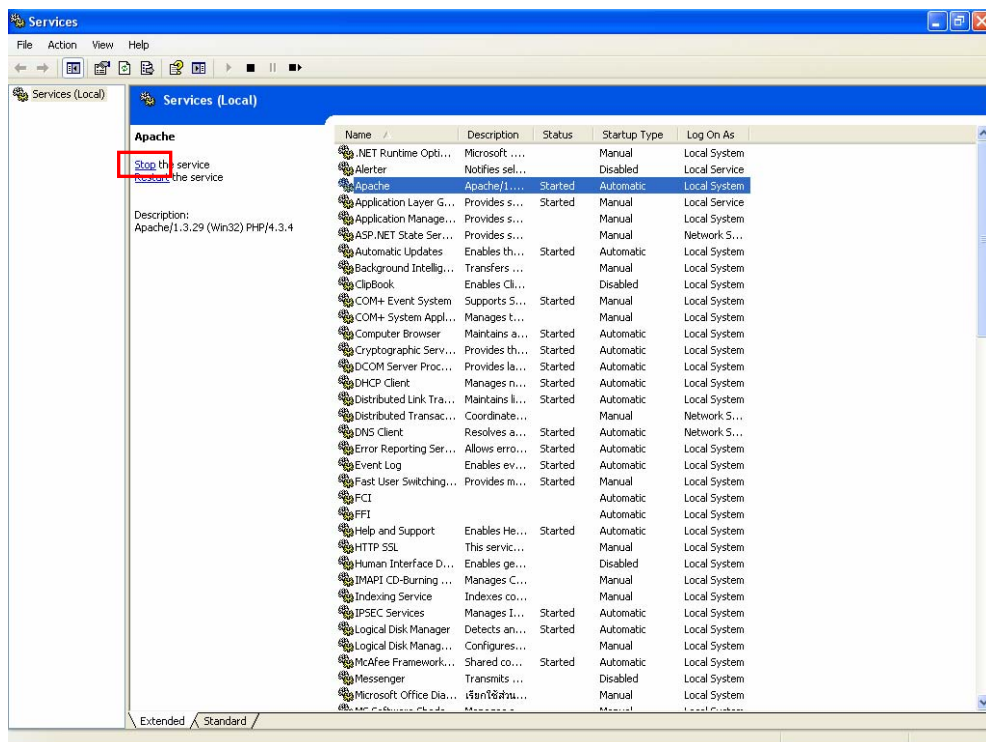 Services
File Action View Help
Services (Local)
Services (Local)
Apache
Stop the service
Restart the service
Description:
Apache/1.3.29 (Win32) PHP/4.3.4
Name Description Status Startup Type Log On As
.NET Runtime Opti... Microsoft .... Manual Local System
Alerter Notifies sel... Disabled Local Service
Apache Apache/1.... Started Automatic Local System
Application Layer G... Provides s... Started Manual Local Service
Application Manage... Provides s... Manual Local System
ASP.NET State Ser... Provides s... Manual Network S...
Automatic Updates Enables th... Started Automatic Local System
Background Intellig... Transfers ... Manual Local System
ClipBook Enables Cli... Disabled Local System
COM+ Event System Supports S... Started Manual Local System
COM+ System Appl... Manages t... Manual Local System
Computer Browser Maintains a... Started Automatic Local System
Cryptographic Serv... Provides th... Started Automatic Local System
DCOM Server Proc... Provides la... Started Automatic Local System
DHCP Client Manages n... Started Automatic Local System
Distributed Link Tra... Maintains li... Started Automatic Local System
Distributed Transac... Coordinate... Manual Network S...
DNS Client Resolves a... Started Automatic Network S...
Error Reporting Ser... Allows erro... Started Automatic Local System
Event Log Enables ev... Started Automatic Local System
Fast User Switching... Provides m... Started Manual Local System
FCI Automatic Local System
FFI Automatic Local System
Help and Support Enables He... Started Automatic Local System
HTTP SSL This servic... Manual Local System
Human Interface D... Enables ge... Disabled Local System
IMAPI CD-Burning ... Manages C... Manual Local System
Indexing Service Indexes co... Manual Local System
IPSEC Services Manages I... Started Automatic Local System
Logical Disk Manager Detects an... Started Automatic Local System
Logical Disk Manag... Configures... Manual Local System
McAfee Framework... Shared co... Started Automatic Local System
Messenger Transmits ... Disabled Local System
Microsoft Office Dia... เรียกใช้ส่วน... Manual Local System
Extended Standard